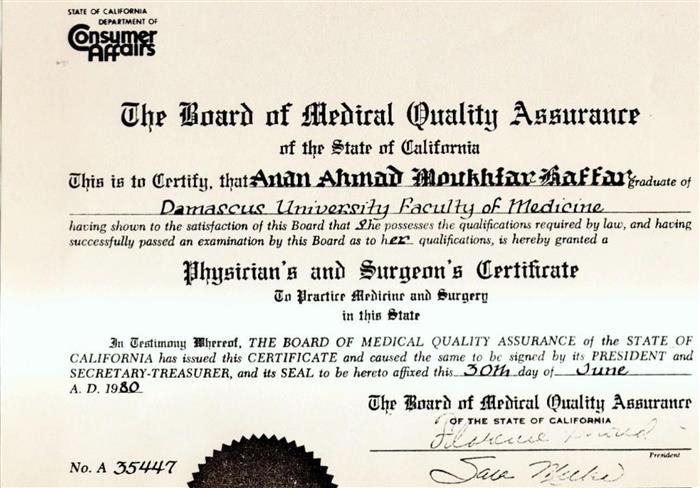 STATE OF CALIFORNIA
DEPARTMENT OF
Consumer
Affairs
The Board of Medical Quality Assurance
of the State of California
This is to Certify, that Anan Ahmad Moukhtar Haffar graduate of
Damascus University Faculty of Medicine
having shown to the satisfaction of this Board that She possesses the qualifications required by law, and having
successfully passed an examination by this Board as to her qualifications, is hereby granted a
Physician's and Surgeon's Certificate
To Practice Medicine and Surgery
in this State
In Testimony Whereof, THE BOARD OF MEDICAL QUALITY ASSURANCE of the STATE OF
CALIFORNIA has issued this CERTIFICATE and caused the same to be signed by its PRESIDENT and
SECRETARY-TREASURER, and its SEAL to be hereto affixed this 30th day of June
A. D. 1980
The Board of Medical Quality Assurance
OF THE STATE OF CALIFORNIA
Florence
President
No. A 35447